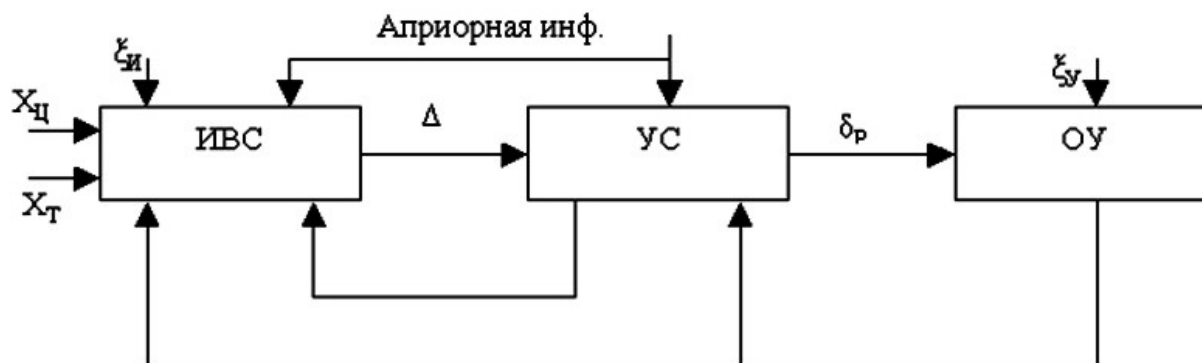 Априорная инф.
ξИ
ξУ
XЦ
Δ
δР
ИВС
УС
ОУ
XТ